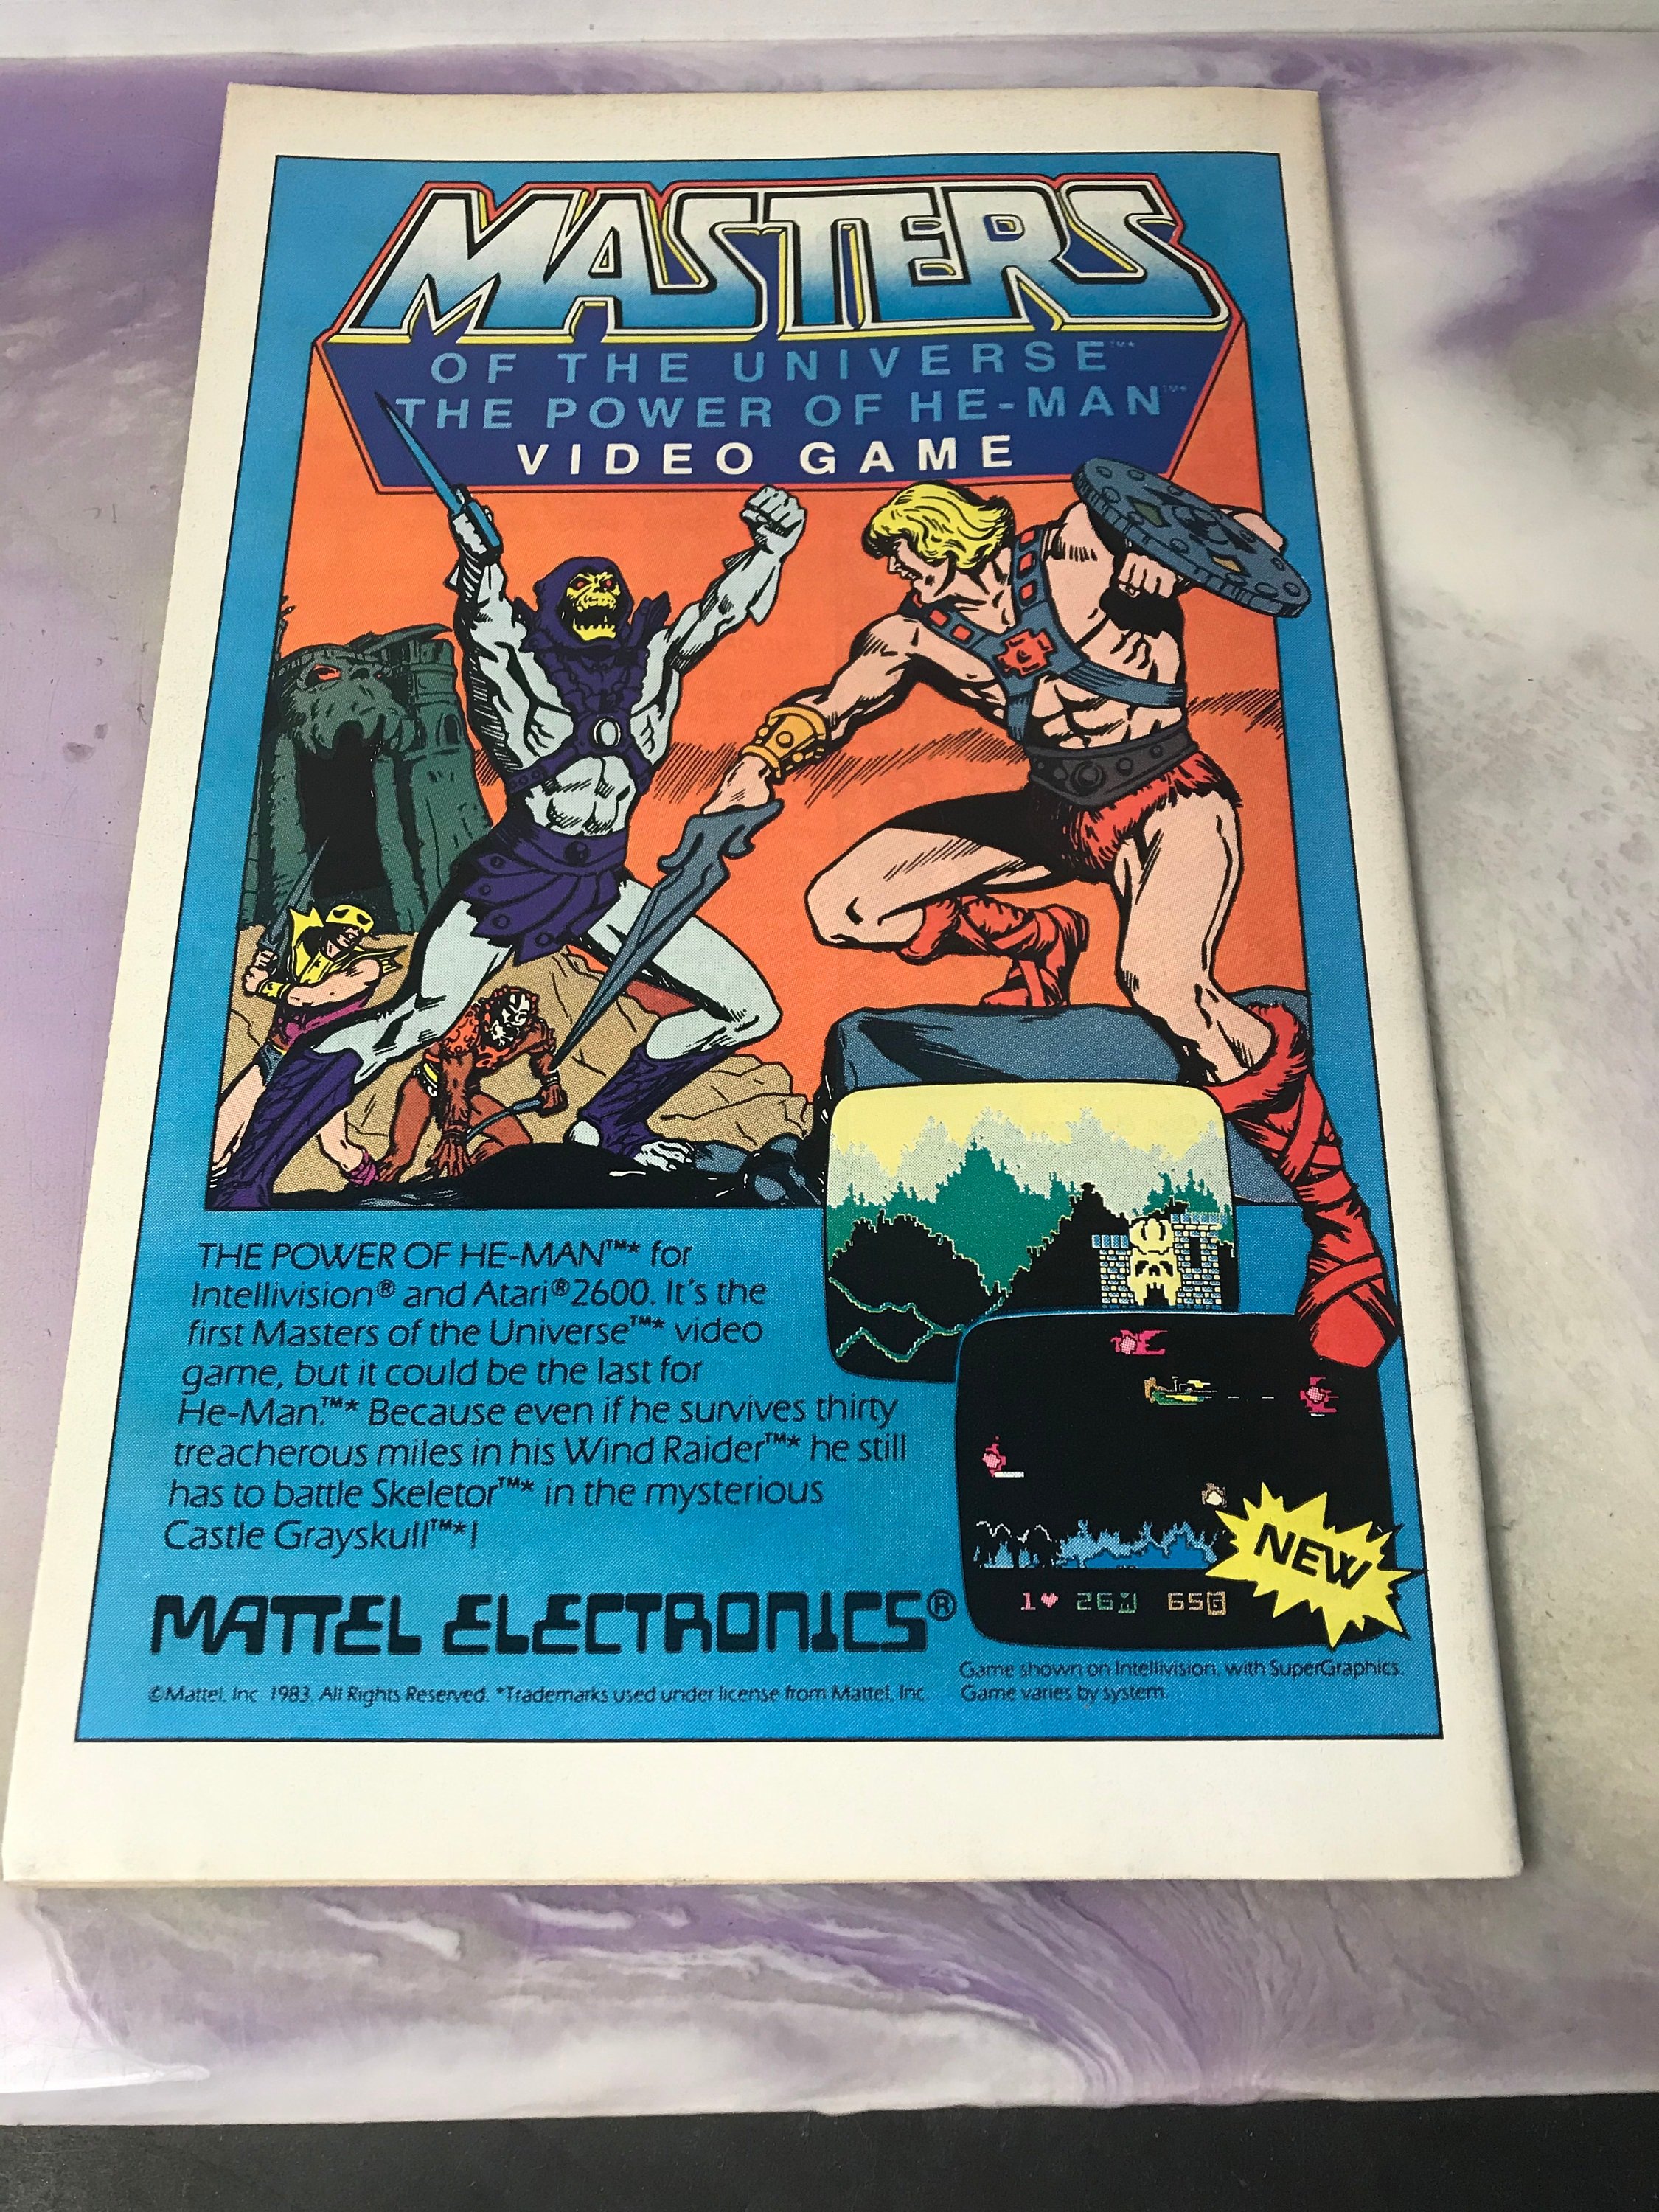 MASTERS
OF THE UNIVERSE™*
THE POWER OF HE-MAN™*
VIDEO GAME
THE POWER OF HE-MAN™* for
Intellivision® and Atari® 2600. It's the
first Masters of the Universe™* video
game, but it could be the last for
He-Man.™* Because even if he survives thirty
treacherous miles in his Wind Raider™* he still
has to battle Skeletor™* in the mysterious
Castle Grayskull™*!
NEW
1♥ 26M 65G
MATTEL ELECTRONICS®
Game shown on Intellivision, with SuperGraphics.
Game varies by system.
©Mattel, Inc 1983. All Rights Reserved. *Trademarks used under license from Mattel, Inc.